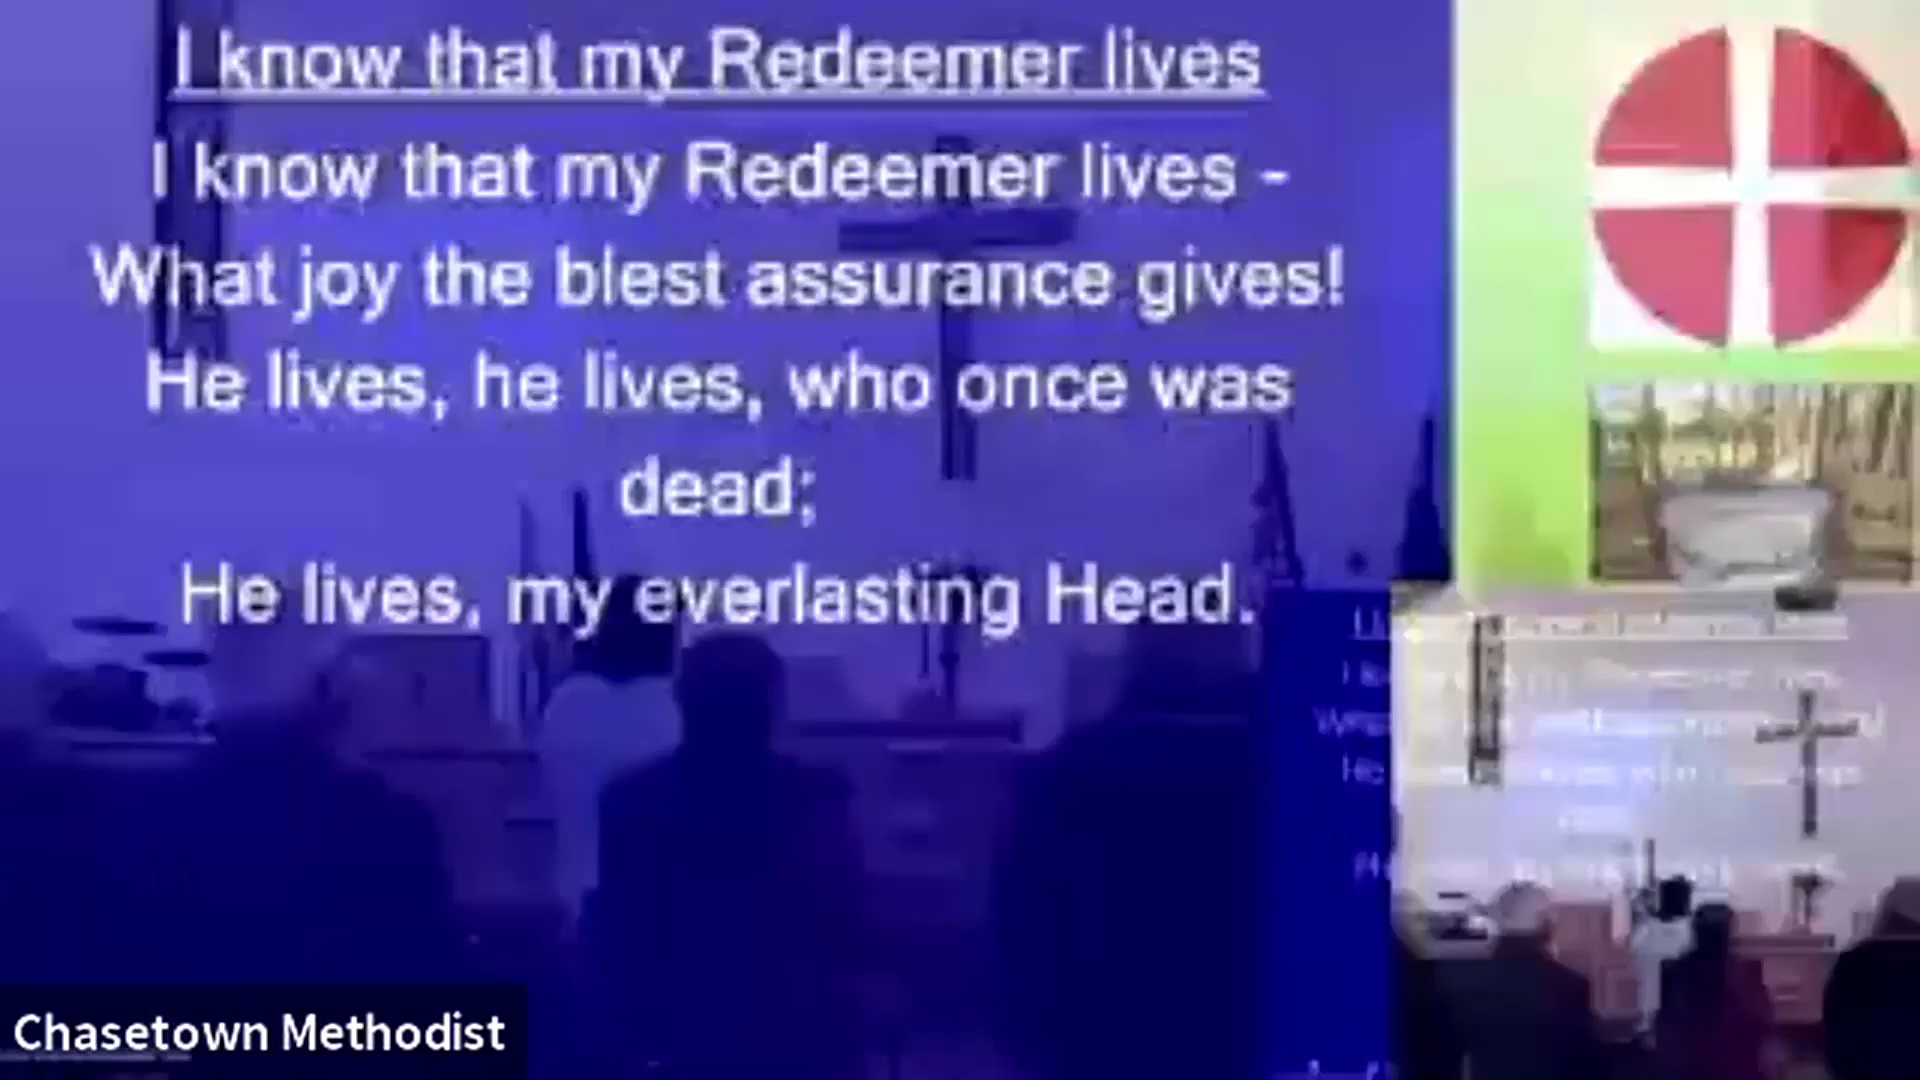 I know that my Redeemer lives
I know that my Redeemer lives -
What joy the blest assurance gives!
He lives, he lives, who once was
dead;
He lives, my everlasting Head.
Chasetown Methodist